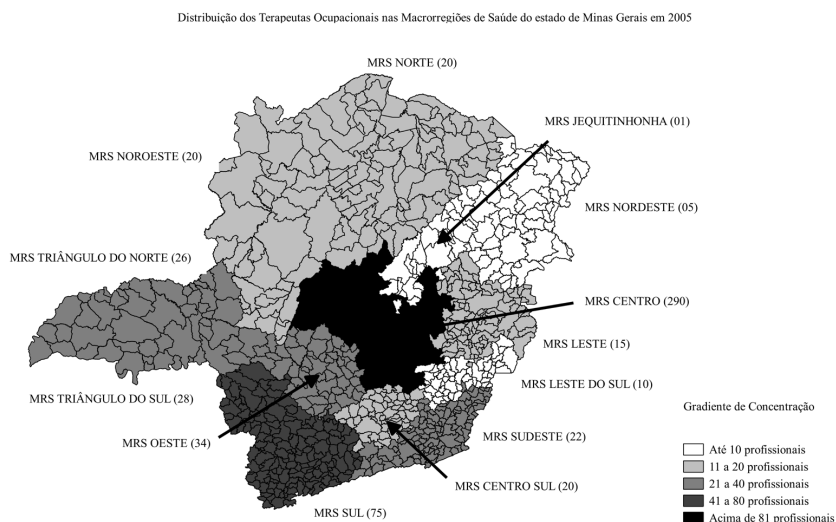 Distribuição dos Terapeutas Ocupacionais nas Macrorregiões de Saúde do estado de Minas Gerais em 2005
MRS NORTE (20)
MRS JEQUITINHONHA (01)
MRS NOROESTE (20)
MRS NORDESTE (05)
MRS TRIÂNGULO DO NORTE (26)
MRS CENTRO (290)
MRS LESTE (15)
MRS LESTE DO SUL (10)
MRS TRIÂNGULO DO SUL (28)
MRS OESTE (34)
MRS SUDESTE (22)
MRS CENTRO SUL (20)
MRS SUL (75)
Gradiente de Concentração
Até 10 profissionais
11 a 20 profissionais
21 a 40 profissionais
41 a 80 profissionais
Acima de 81 profissionais